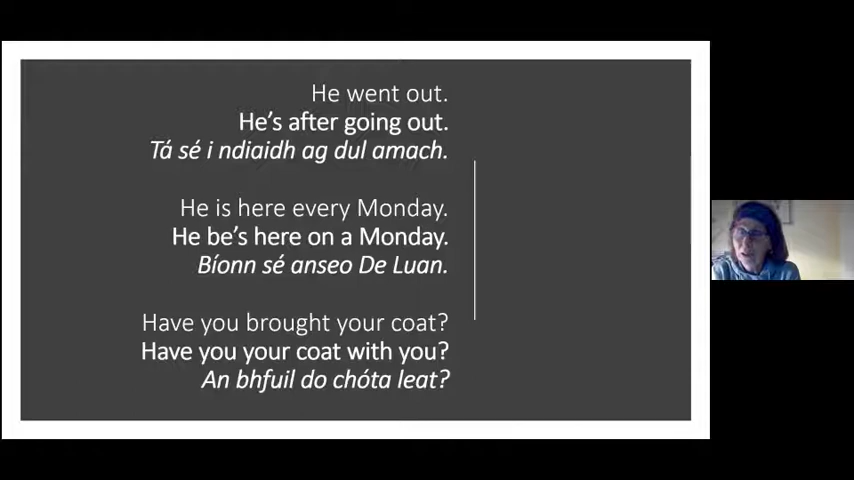 He went out.
He's after going out.
Tá sé i ndiaidh ag dul amach.
He is here every Monday.
He be's here on a Monday.
Bíonn sé anseo De Luan.
Have you brought your coat?
Have you your coat with you?
An bhfuil do chóta leat?